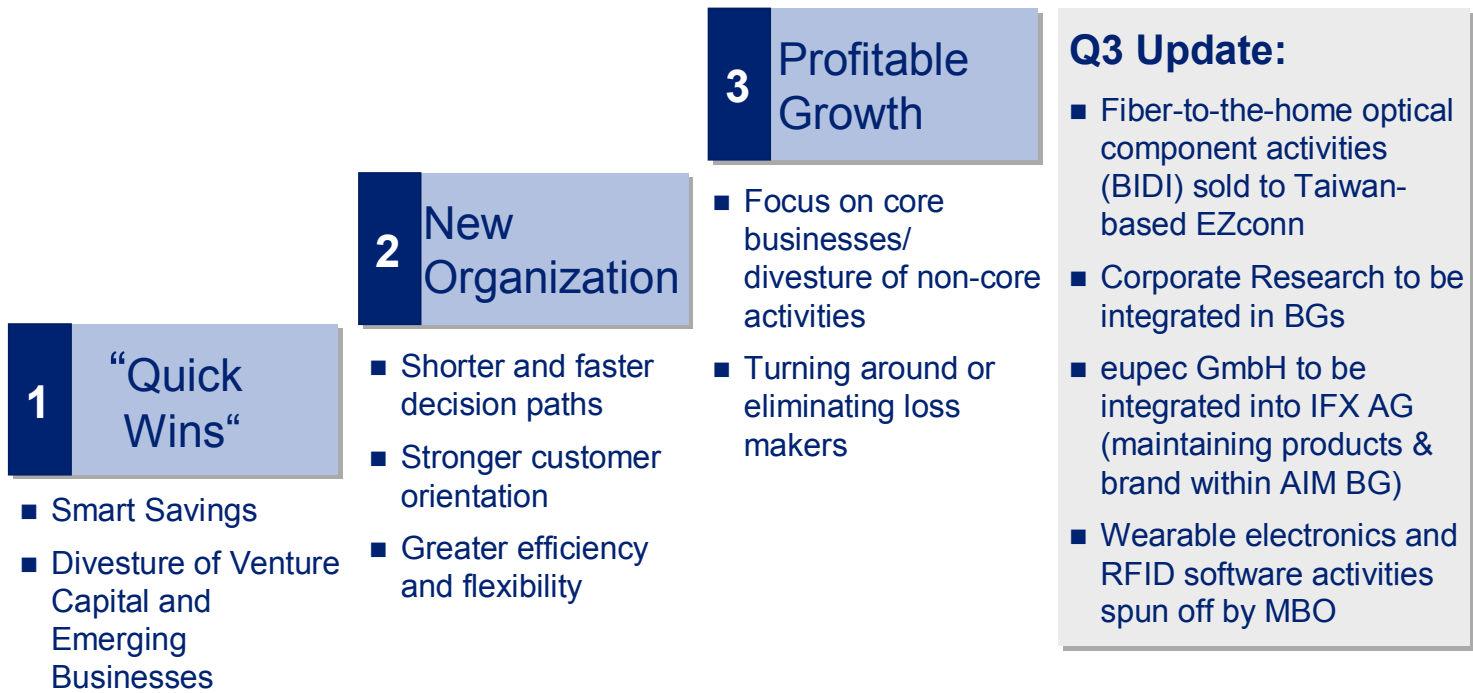 1
“Quick
Wins“
■ Smart Savings
■ Divesture of Venture
Capital and
Emerging
Businesses
2
New
Organization
■ Shorter and faster
decision paths
■ Stronger customer
orientation
■ Greater efficiency
and flexibility
3
Profitable
Growth
■ Focus on core
businesses/
divesture of non-core
activities
■ Turning around or
eliminating loss
makers
Q3 Update:
■ Fiber-to-the-home optical
component activities
(BIDI) sold to Taiwan-
based EZconn
■ Corporate Research to be
integrated in BGs
■ eupec GmbH to be
integrated into IFX AG
(maintaining products &
brand within AIM BG)
■ Wearable electronics and
RFID software activities
spun off by MBO